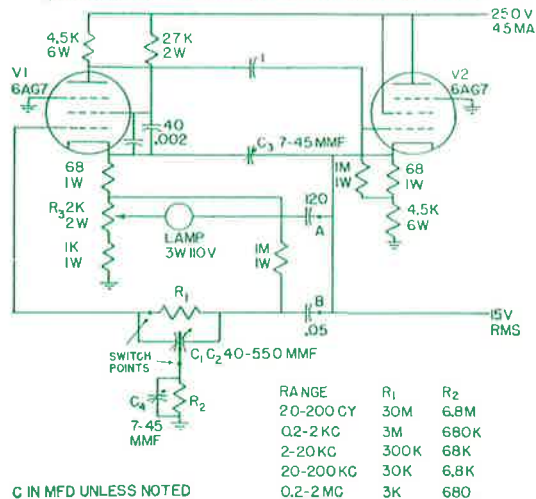 250V
45MA
4.5K
6W
27K
2W
V1
6AG7
1
V2
6AG7
40
.002
C3 7-45 MMF
68
1W
1M
1W
68
1W
R3 2K
2W
120
A
4.5K
6W
LAMP
3W 110V
1K
1W
1M
1W
R1
B
.05
15V
RMS
SWITCH
POINTS
C1 C2 40-550 MMF
C4
7-45
MMF
R2
RANGE R1 R2
20-200 CY 30M 6.8M
0.2-2 KC 3M 680K
2-20 KC 300K 68K
20-200 KC 30K 6.8K
0.2-2 MC 3K 680
C IN MFD UNLESS NOTED